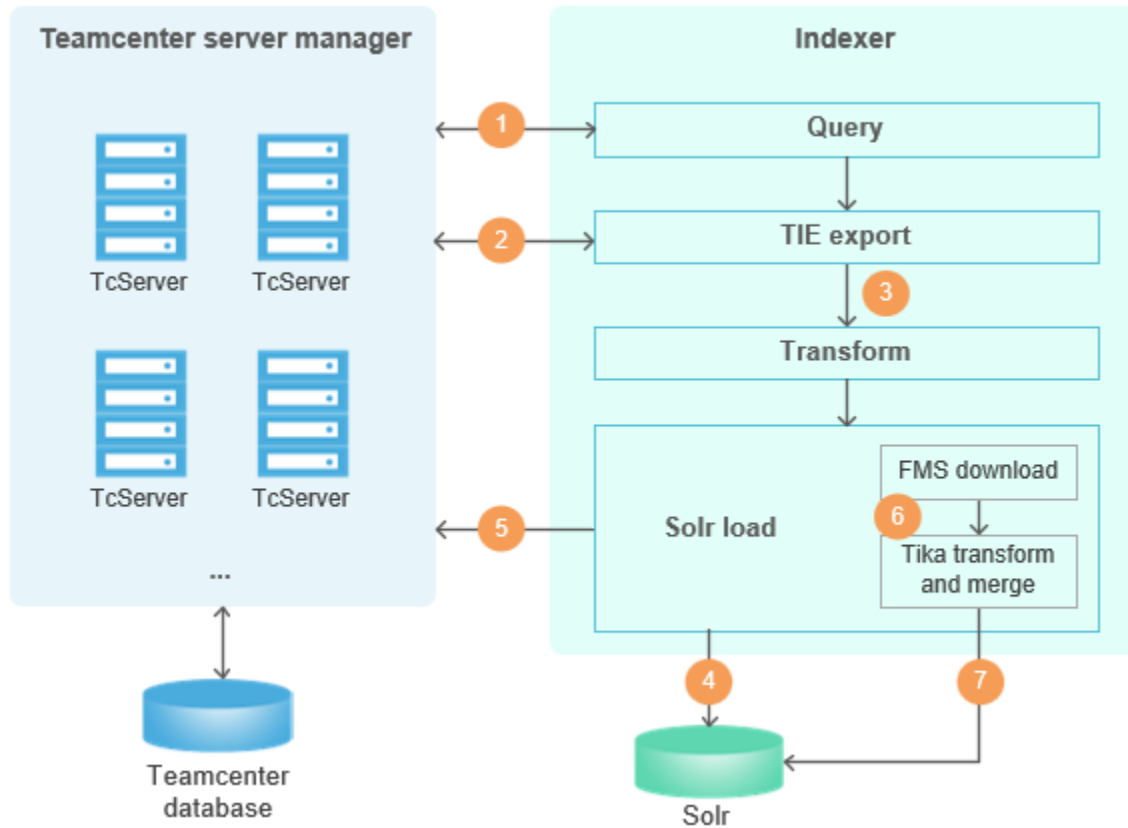 Teamcenter server manager
TcServer
TcServer
TcServer
TcServer
...
Teamcenter
database
1
2
5
Indexer
Query
TIE export
3
Transform
Solr load
FMS download
6
Tika transform
and merge
4
7
Solr